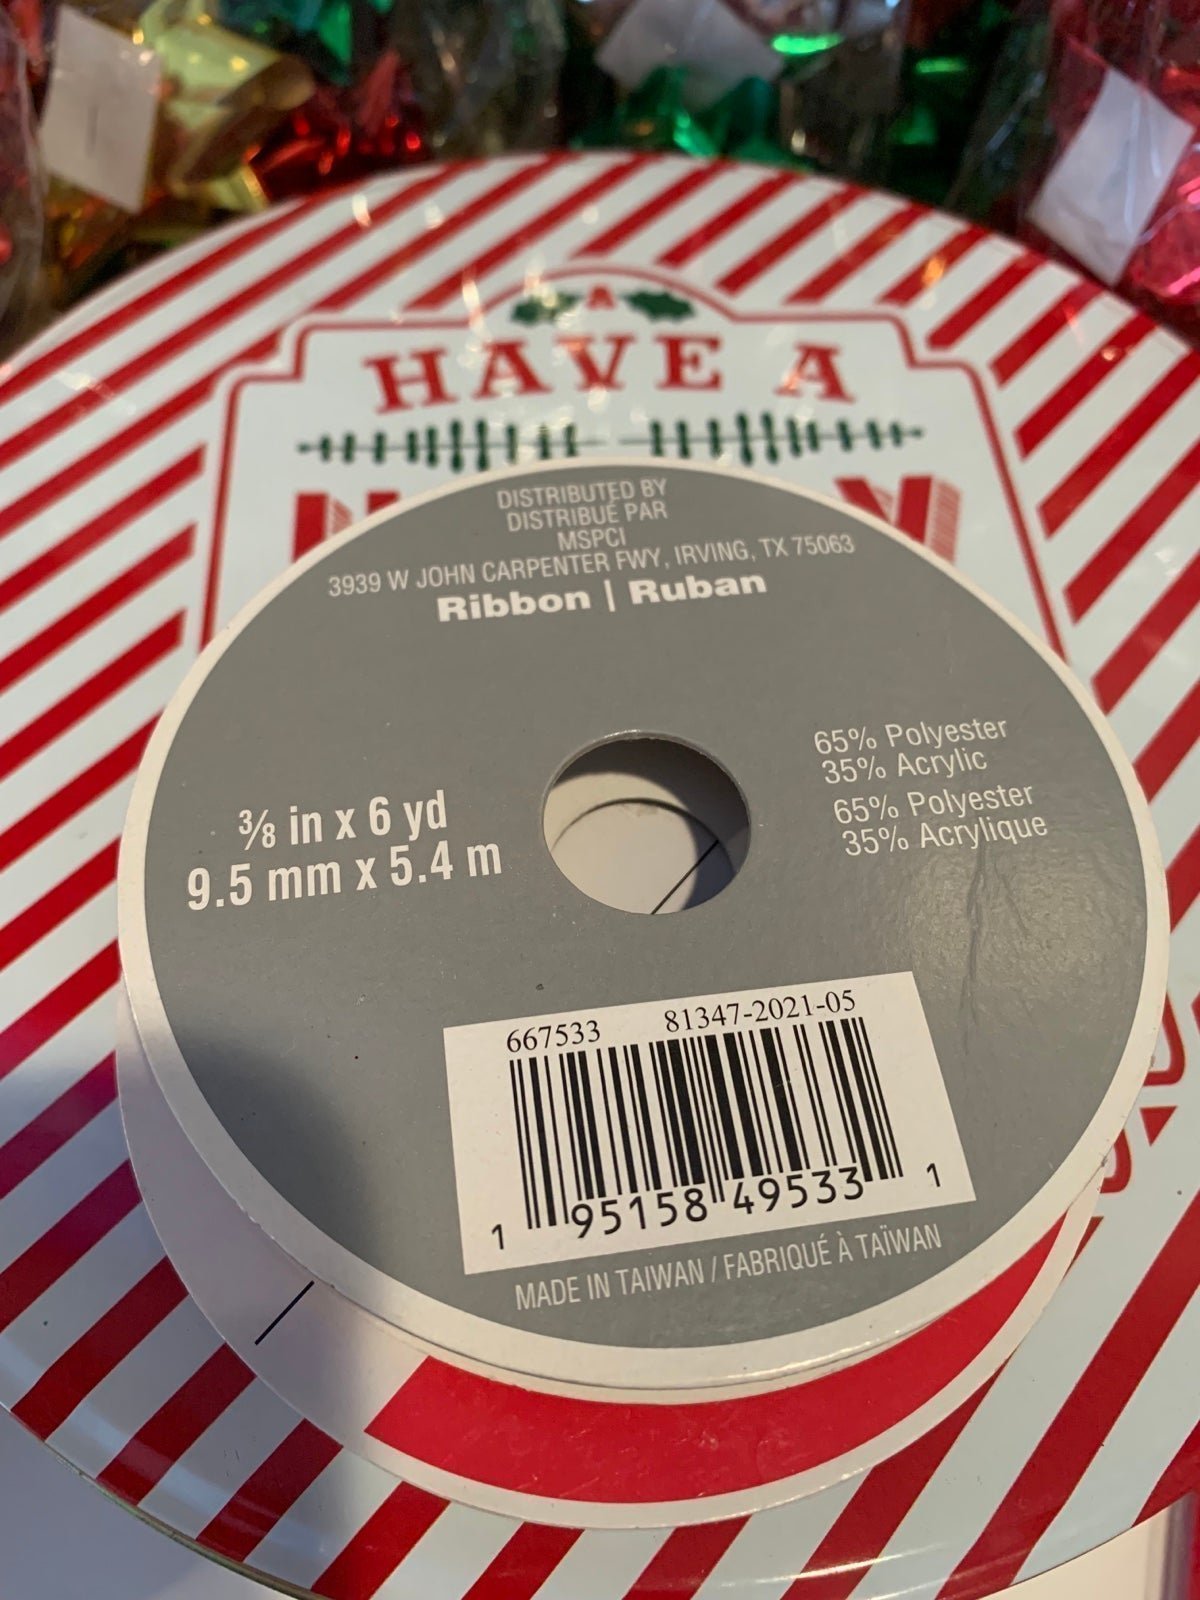 A
HAVE A
DISTRIBUTED BY
DISTRIBUÉ PAR
MSPCI
3939 W JOHN CARPENTER FWY, IRVING, TX 75063
Ribbon | Ruban
65% Polyester
35% Acrylic
65% Polyester
35% Acrylique
3/8 in x 6 yd
9.5 mm x 5.4 m
667533 81347-2021-05
1 95158 49533 1
MADE IN TAIWAN / FABRIQUÉ À TAÏWAN